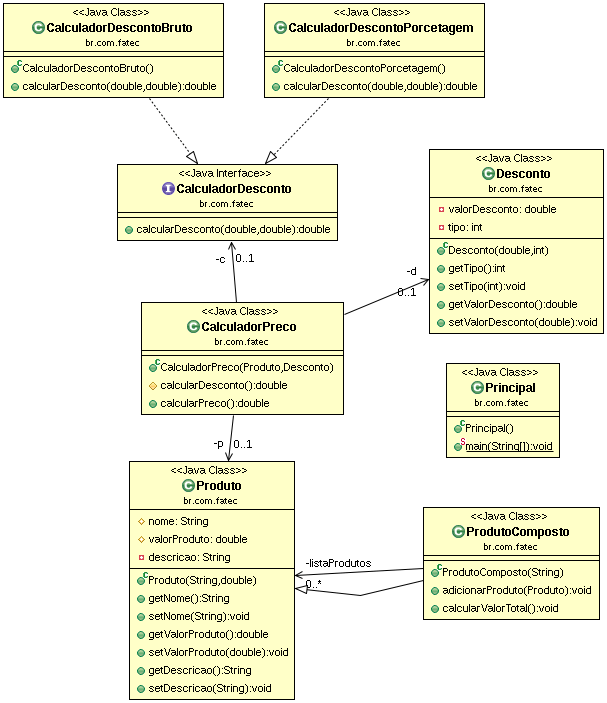 <<Java Class>>
CalculadorDescontoBruto
br.com.fatec
CalculadorDescontoBruto()
calcularDesconto(double,double):double
<<Java Class>>
CalculadorDescontoPorcetagem
br.com.fatec
CalculadorDescontoPorcetagem()
calcularDesconto(double,double):double
<<Java Interface>>
CalculadorDesconto
br.com.fatec
calcularDesconto(double,double):double
<<Java Class>>
Desconto
br.com.fatec
valorDesconto: double
tipo: int
Desconto(double,int)
getTipo():int
setTipo(int):void
getValorDesconto():double
setValorDesconto(double):void
-c
0..1
-d
0..1
<<Java Class>>
CalculadorPreco
br.com.fatec
CalculadorPreco(Produto,Desconto)
calcularDesconto():double
calcularPreco():double
<<Java Class>>
Principal
br.com.fatec
Principal()
main(String[]):void
-p
0..1
<<Java Class>>
Produto
br.com.fatec
nome: String
valorProduto: double
descricao: String
Produto(String,double)
getNome():String
setNome(String):void
getValorProduto():double
setValorProduto(double):void
getDescricao():String
setDescricao(String):void
-listaProdutos
0..*
<<Java Class>>
ProdutoComposto
br.com.fatec
ProdutoComposto(String)
adicionarProduto(Produto):void
calcularValorTotal():void